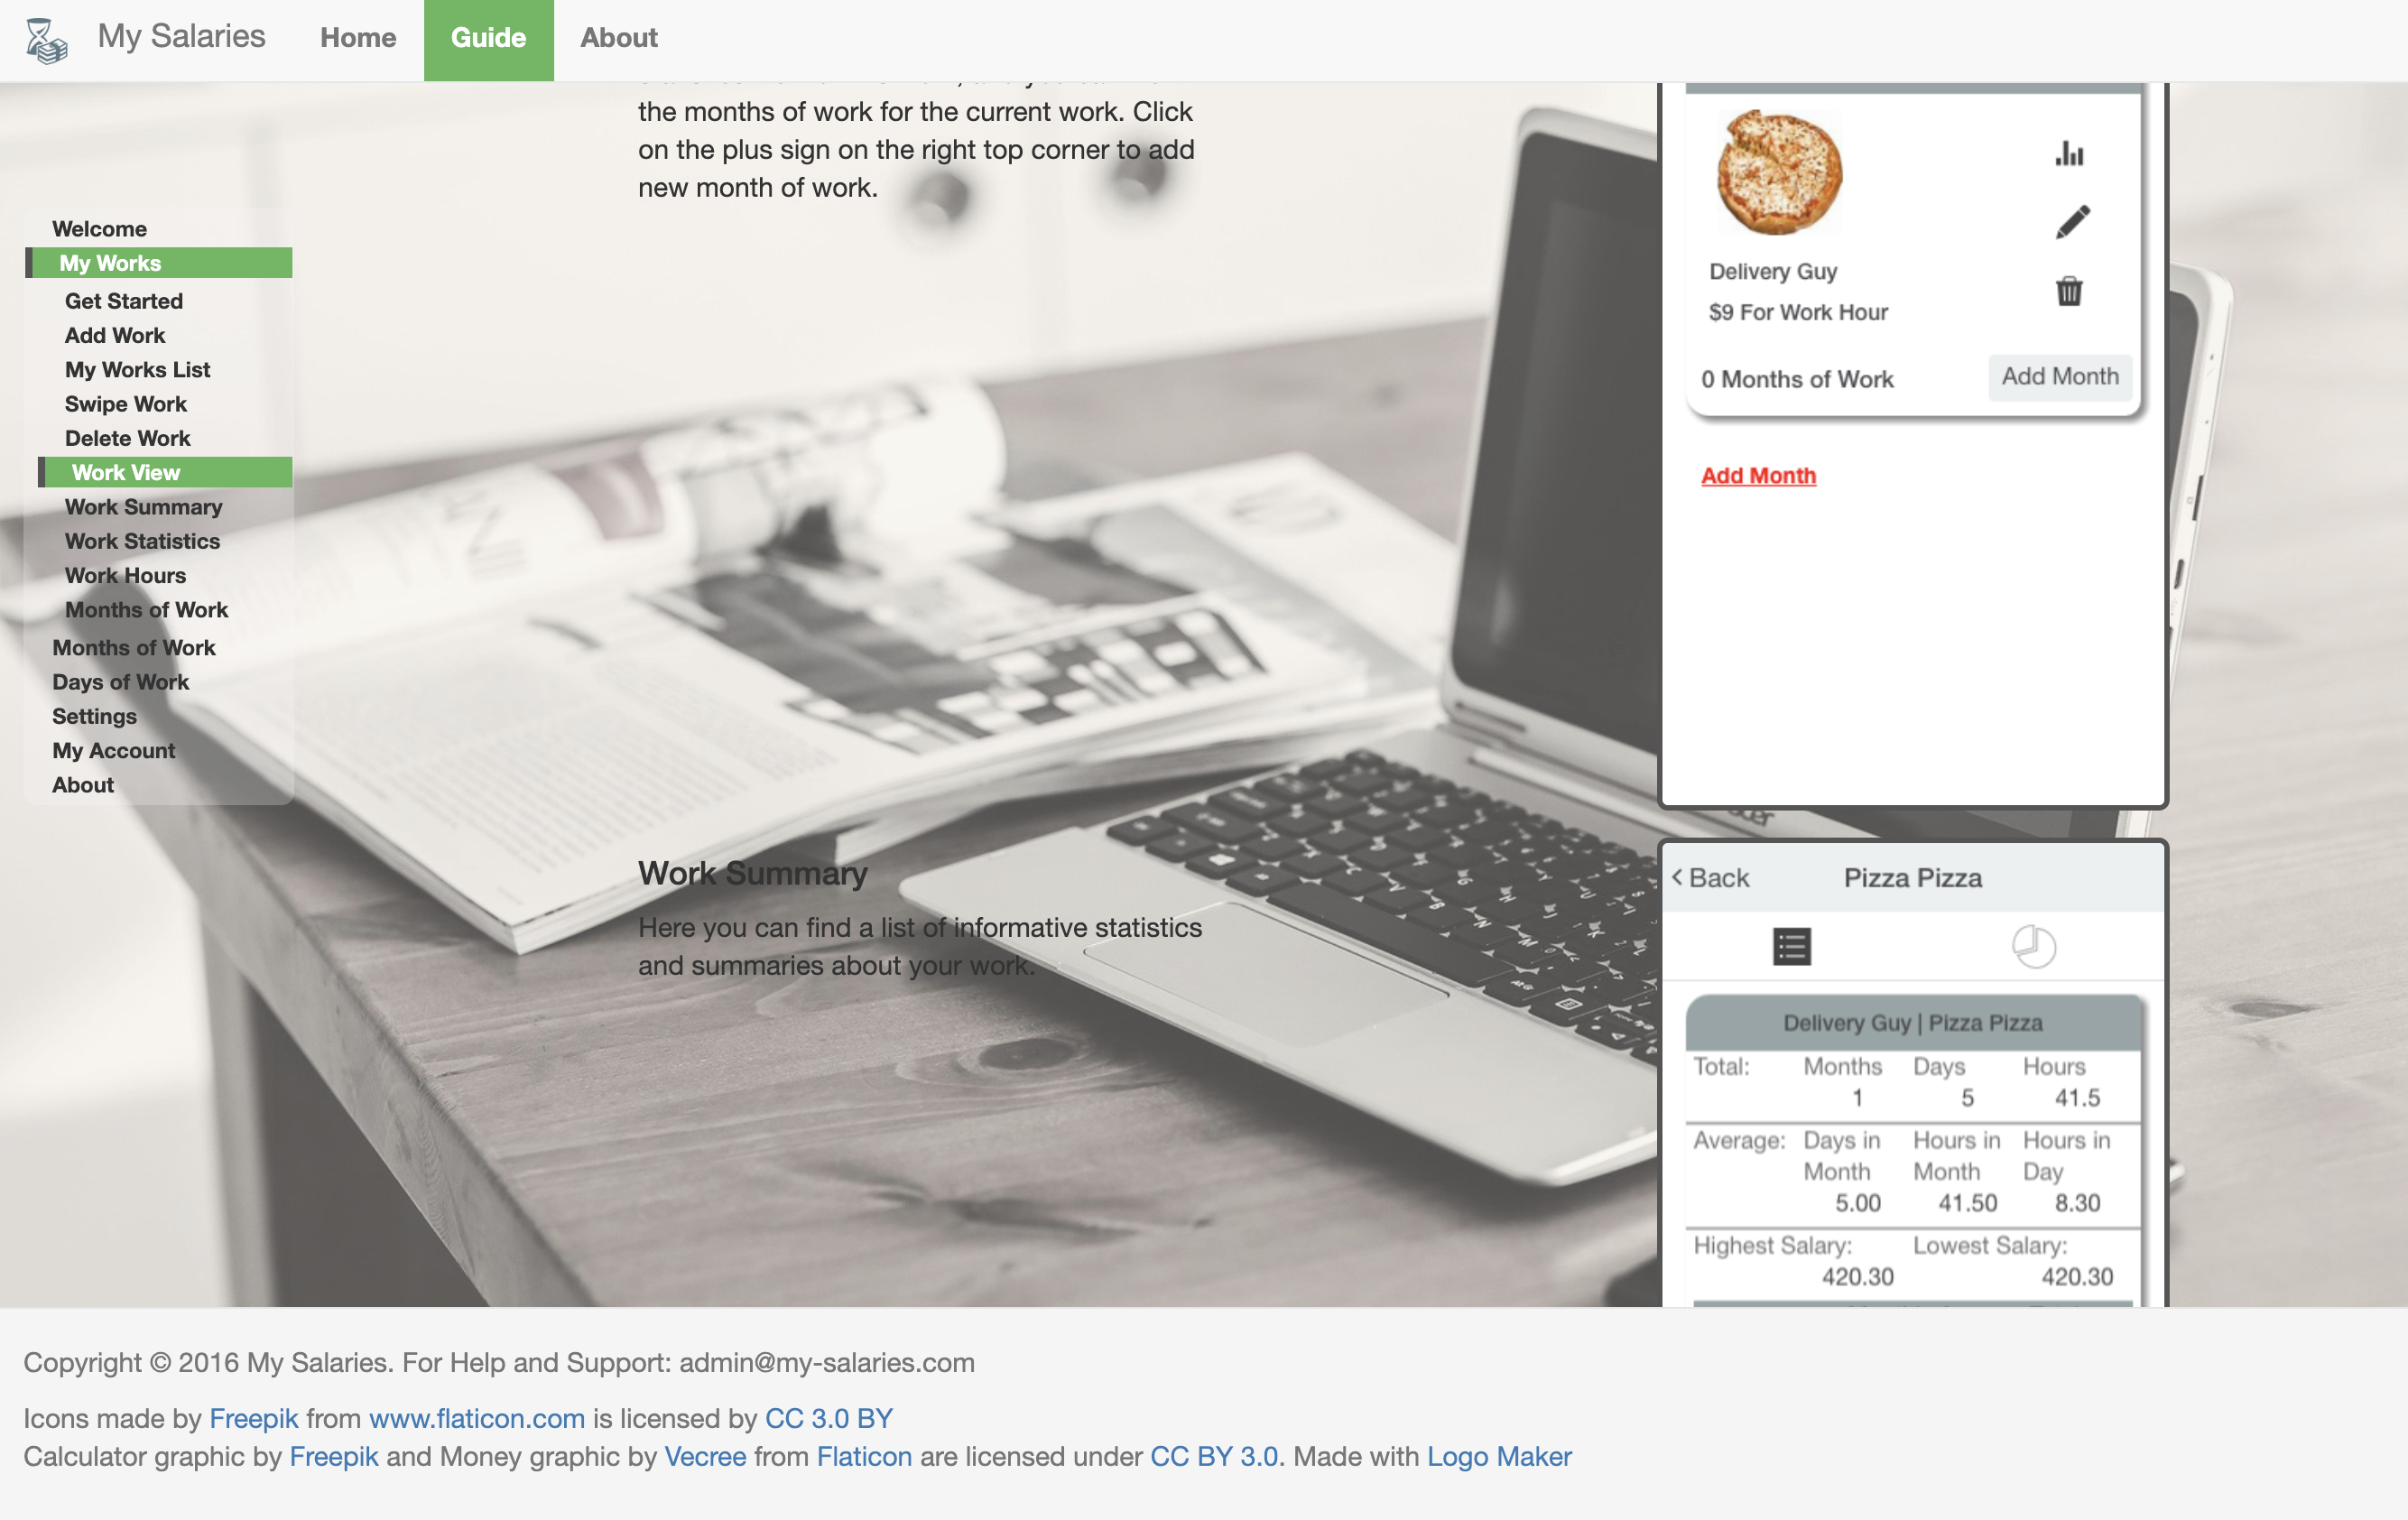 My Salaries
Home
Guide
About
the months of work for the current work. Click
on the plus sign on the right top corner to add
new month of work.
Welcome
My Works
Get Started
Add Work
My Works List
Swipe Work
Delete Work
Work View
Work Summary
Work Statistics
Work Hours
Months of Work
Months of Work
Days of Work
Settings
My Account
About
Delivery Guy
$9 For Work Hour
0 Months of Work
Add Month
Add Month
Work Summary
Here you can find a list of informative statistics
and summaries about your work.
Back
Pizza Pizza
Delivery Guy | Pizza Pizza
Total: Months Days Hours
1 5 41.5
Average: Days in Hours in Hours in
Month Month Day
5.00 41.50 8.30
Highest Salary: Lowest Salary:
420.30 420.30
Copyright © 2016 My Salaries. For Help and Support: admin@my-salaries.com
Icons made by Freepik from www.flaticon.com is licensed by CC 3.0 BY
Calculator graphic by Freepik and Money graphic by Vecree from Flaticon are licensed under CC BY 3.0. Made with Logo Maker